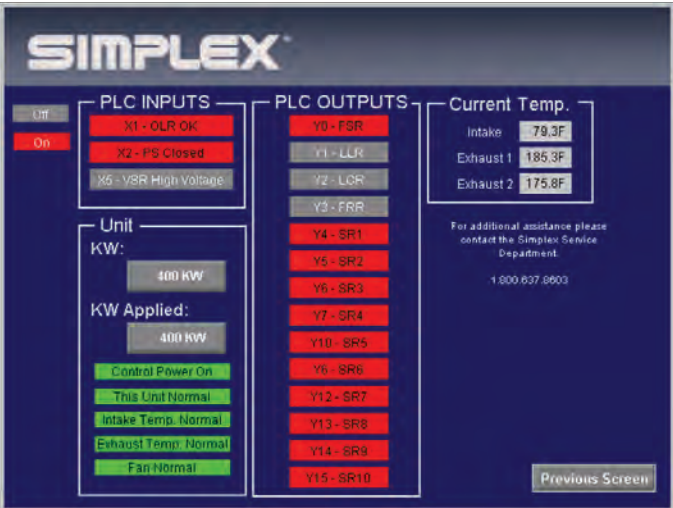 SIMPLEX
Off
On
PLC INPUTS
X1 - OLR OK
X2 - PS Closed
X5 - VSR High Voltage
Unit
KW:
400 KW
KW Applied:
400 KW
Control Power On
This Unit Normal
Intake Temp. Normal
Exhaust Temp. Normal
Fan Normal
PLC OUTPUTS
Y0 - FSR
Y1 - LLR
Y2 - LCR
Y3 - FRR
Y4 - SR1
Y5 - SR2
Y6 - SR3
Y7 - SR4
Y10 - SR5
Y6 - SR6
Y12 - SR7
Y13 - SR8
Y14 - SR9
Y15 - SR10
Current Temp.
Intake 79.3F
Exhaust 1 185.3F
Exhaust 2 175.8F
For additional assistance please
contact the Simplex Service
Department
1.800.637.8603
Previous Screen